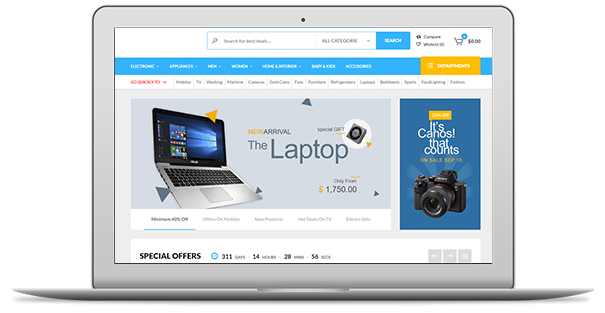 Search for best deales ...
ALL CATEGORIE
SEARCH
Compare
Wishlist (0)
0
$0.00
ELECTRONIC
APPLIANCES
MEN
WOMEN
HOME & INTERIOR
BABY & KIDS
ACCESSORIES
DEPARTMENTS
GO QUICKLY TO
Mobiles TV Washing Machine Cameras Gold Coins Fans Furniture Refrigerators Laptops Bedsheets Sports Food&Lighting Fashion
NEW ARRIVAL
special GIFT
The Laptop
Only From
$ 1,750.00
25% Off
It's
Canos!
that
counts
ON SALE SEP 15
Minimum 40% Off
Offers On Mobiles
New Products
Hot Deals On TV
Electro Sets
SPECIAL OFFERS
311 DAYS 14 HOURS 28 MINS 56 SECS